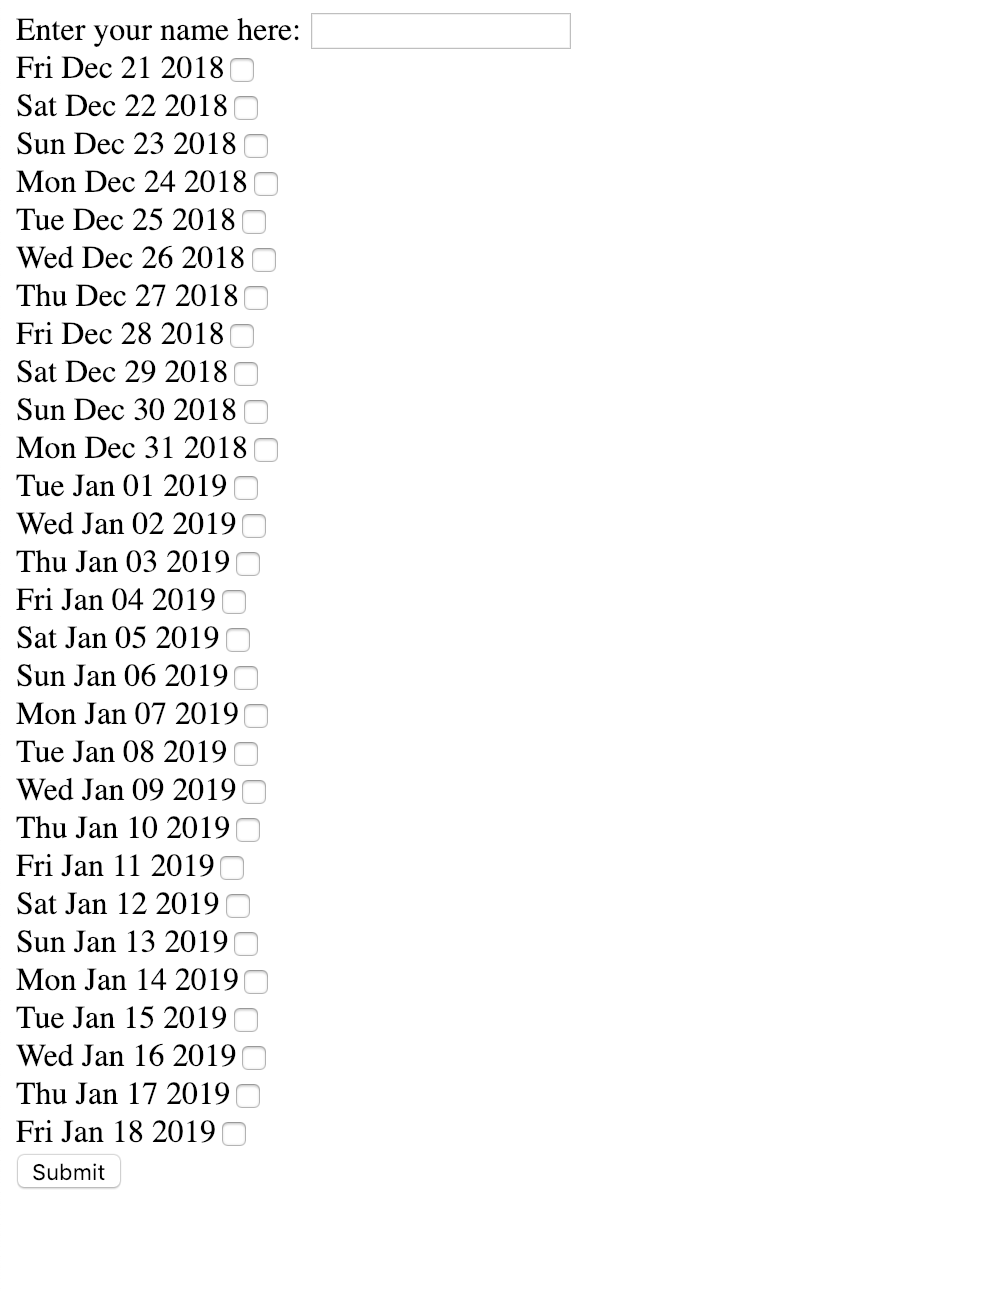 Enter your name here:
Fri Dec 21 2018
Sat Dec 22 2018
Sun Dec 23 2018
Mon Dec 24 2018
Tue Dec 25 2018
Wed Dec 26 2018
Thu Dec 27 2018
Fri Dec 28 2018
Sat Dec 29 2018
Sun Dec 30 2018
Mon Dec 31 2018
Tue Jan 01 2019
Wed Jan 02 2019
Thu Jan 03 2019
Fri Jan 04 2019
Sat Jan 05 2019
Sun Jan 06 2019
Mon Jan 07 2019
Tue Jan 08 2019
Wed Jan 09 2019
Thu Jan 10 2019
Fri Jan 11 2019
Sat Jan 12 2019
Sun Jan 13 2019
Mon Jan 14 2019
Tue Jan 15 2019
Wed Jan 16 2019
Thu Jan 17 2019
Fri Jan 18 2019
Submit